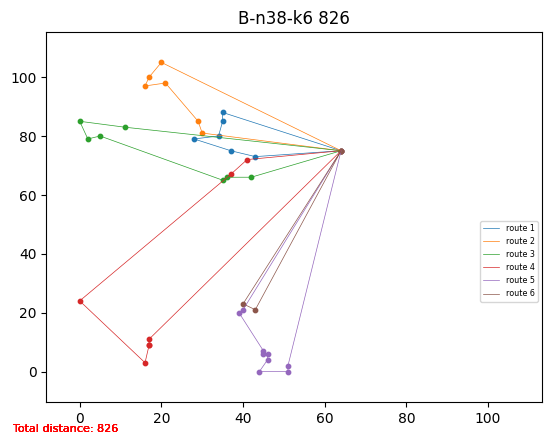 B-n38-k6 826
100
80
60
40
20
0
route 1
route 2
route 3
route 4
route 5
route 6
0 20 40 60 80 100
Total distance: 826